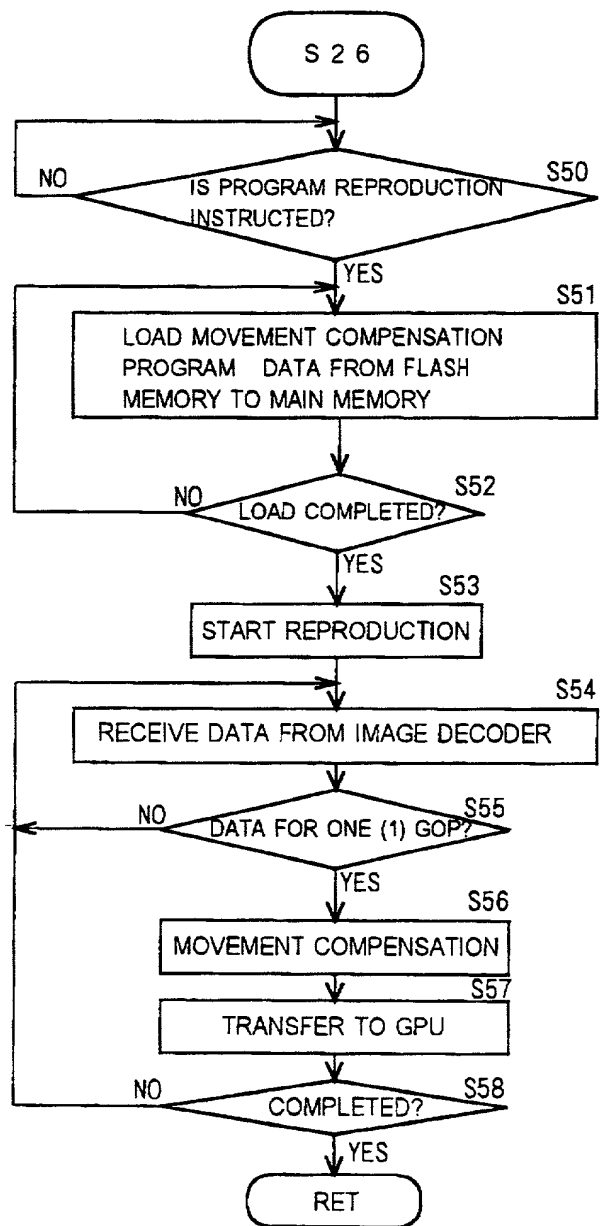 S 2 6
S50
NO
IS PROGRAM REPRODUCTION
INSTRUCTED?
YES
S51
LOAD MOVEMENT COMPENSATION
PROGRAM DATA FROM FLASH
MEMORY TO MAIN MEMORY
S52
NO
LOAD COMPLETED?
YES
S53
START REPRODUCTION
S54
RECEIVE DATA FROM IMAGE DECODER
S55
NO
DATA FOR ONE (1) GOP?
YES
S56
MOVEMENT COMPENSATION
S57
TRANSFER TO GPU
S58
NO
COMPLETED?
YES
RET